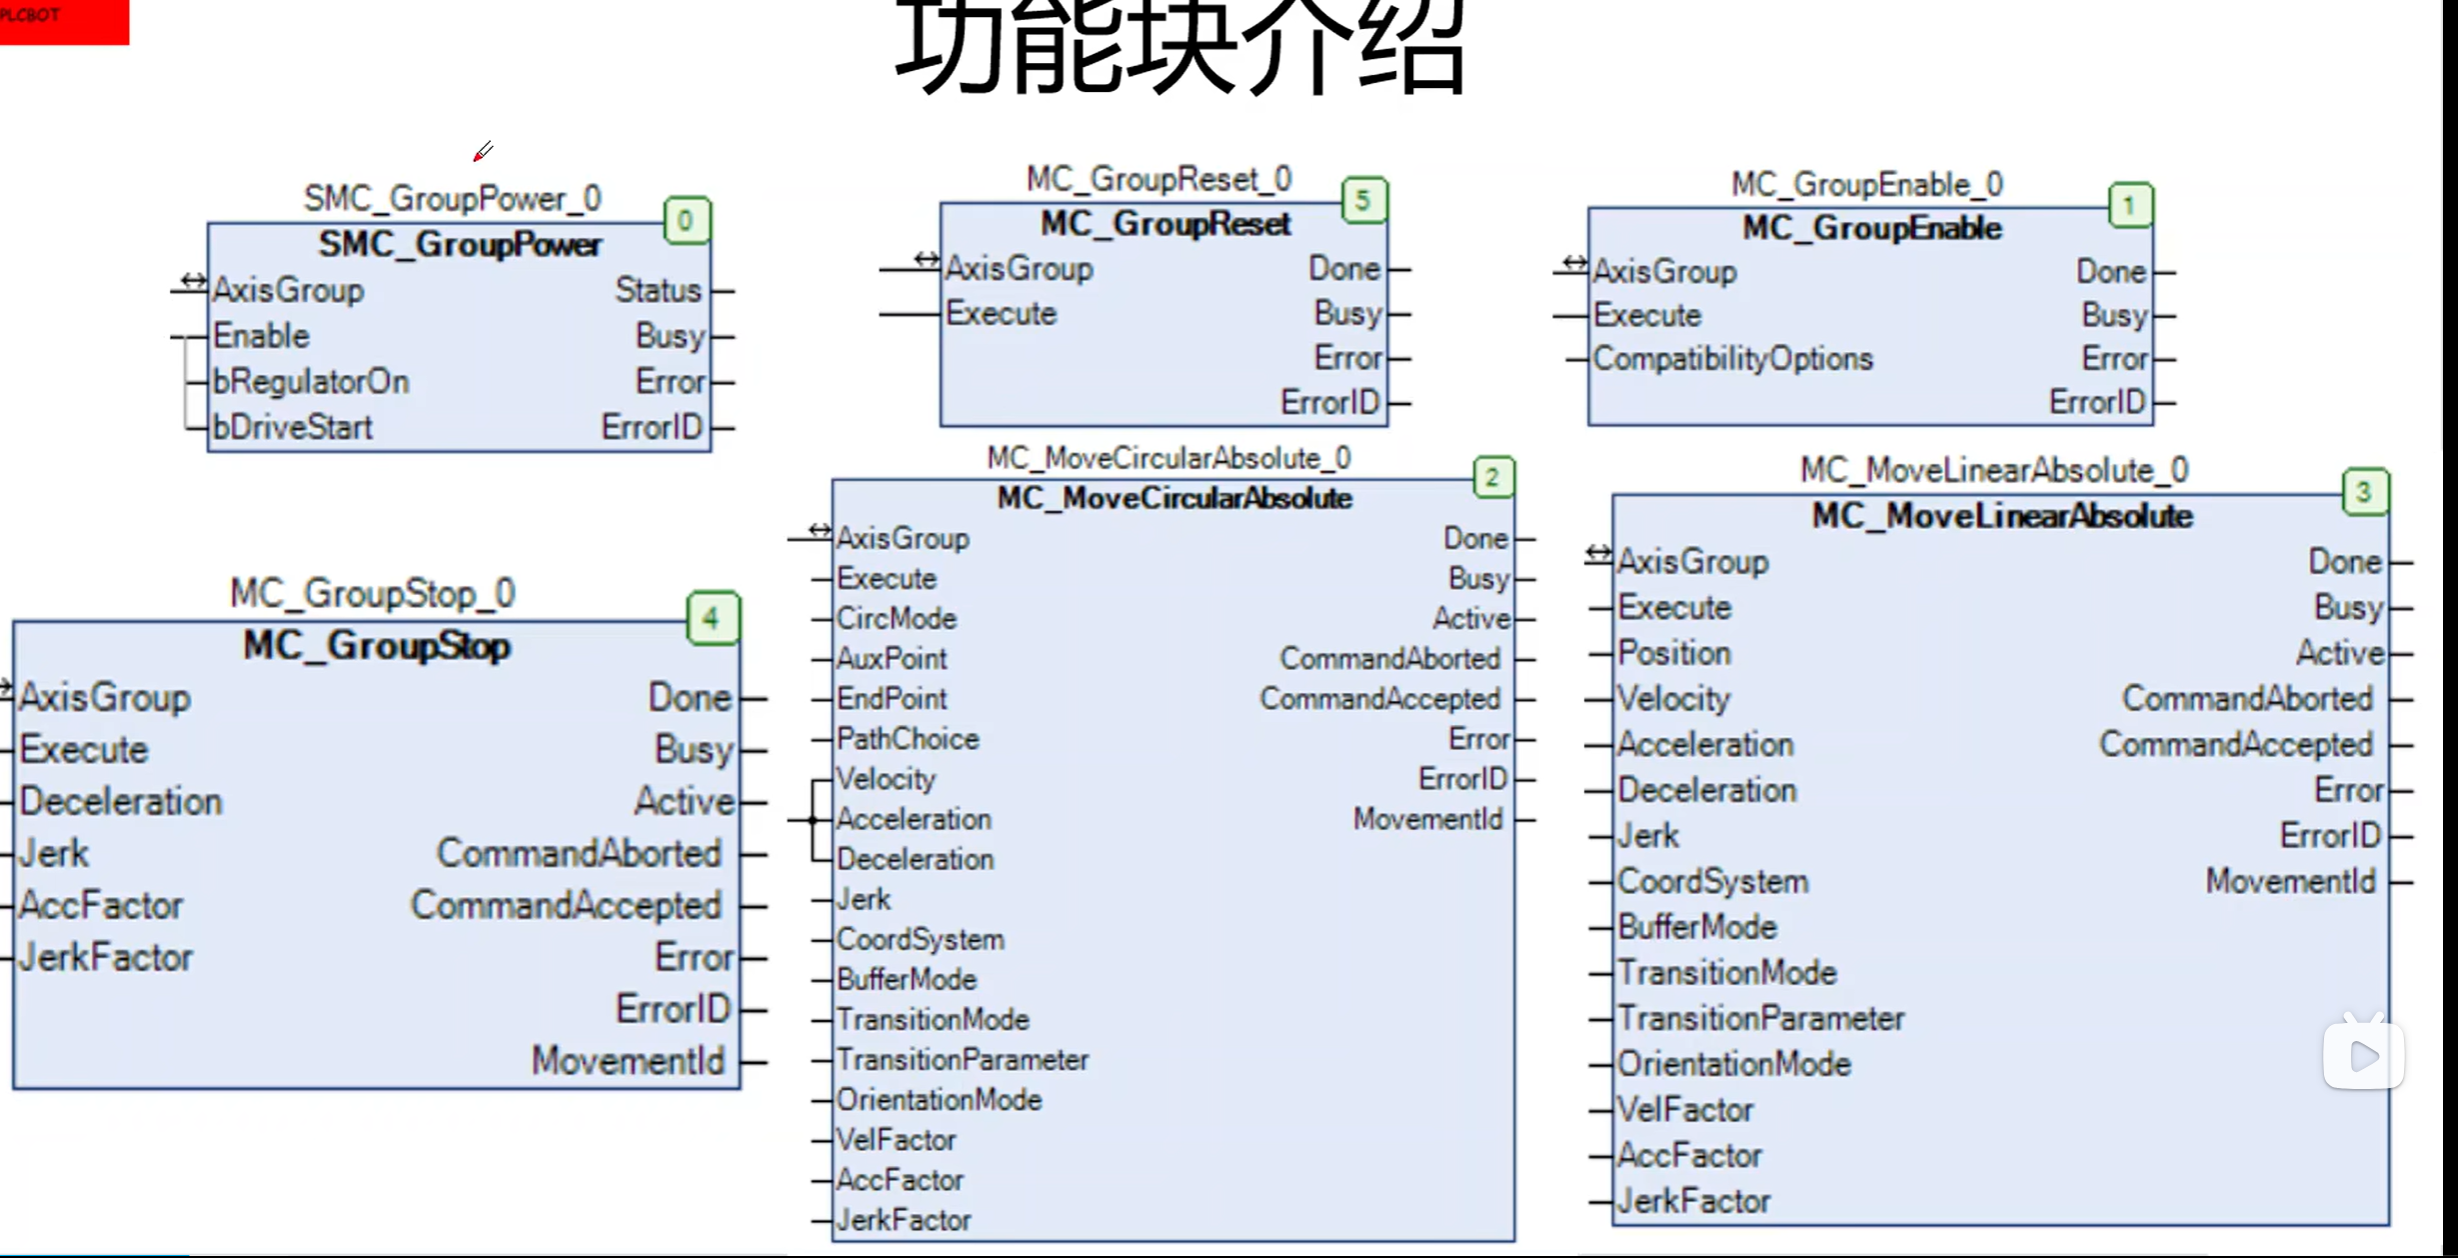 PLCBOT
功能块介绍
SMC_GroupPower_0
0
SMC_GroupPower
AxisGroup Status
Enable Busy
bRegulatorOn Error
bDriveStart ErrorID
MC_GroupReset_0
5
MC_GroupReset
AxisGroup Done
Execute Busy
Error
ErrorID
MC_GroupEnable_0
1
MC_GroupEnable
AxisGroup Done
Execute Busy
CompatibilityOptions Error
ErrorID
MC_GroupStop_0
4
MC_GroupStop
AxisGroup Done
Execute Busy
Deceleration Active
Jerk CommandAborted
AccFactor CommandAccepted
JerkFactor Error
ErrorID
MovementId
MC_MoveCircularAbsolute_0
2
MC_MoveCircularAbsolute
AxisGroup Done
Execute Busy
CircMode Active
AuxPoint CommandAborted
EndPoint CommandAccepted
PathChoice Error
Velocity ErrorID
Acceleration MovementId
Deceleration
Jerk
CoordSystem
BufferMode
TransitionMode
TransitionParameter
OrientationMode
VelFactor
AccFactor
JerkFactor
MC_MoveLinearAbsolute_0
3
MC_MoveLinearAbsolute
AxisGroup Done
Execute Busy
Position Active
Velocity CommandAborted
Acceleration CommandAccepted
Deceleration Error
Jerk ErrorID
CoordSystem MovementId
BufferMode
TransitionMode
TransitionParameter
OrientationMode
VelFactor
AccFactor
JerkFactor